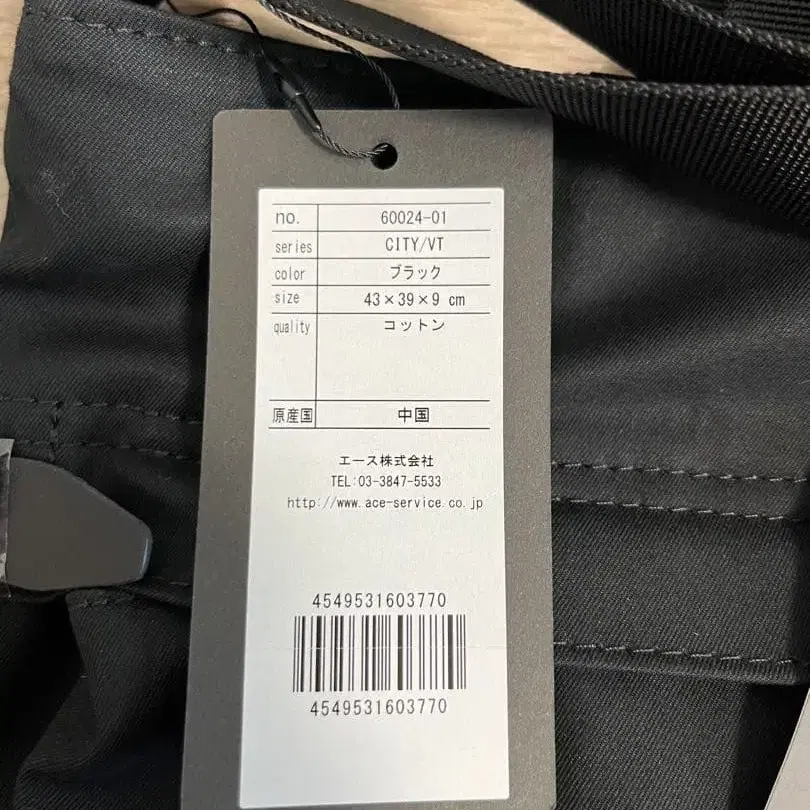 no. 60024-01
series CITY/VT
color ブラック
size 43×39×9 cm
quality コットン
原産国 中国
エース株式会社
TEL:03-3847-5533
http://www.ace-service.co.jp
4549531603770
4549531603770